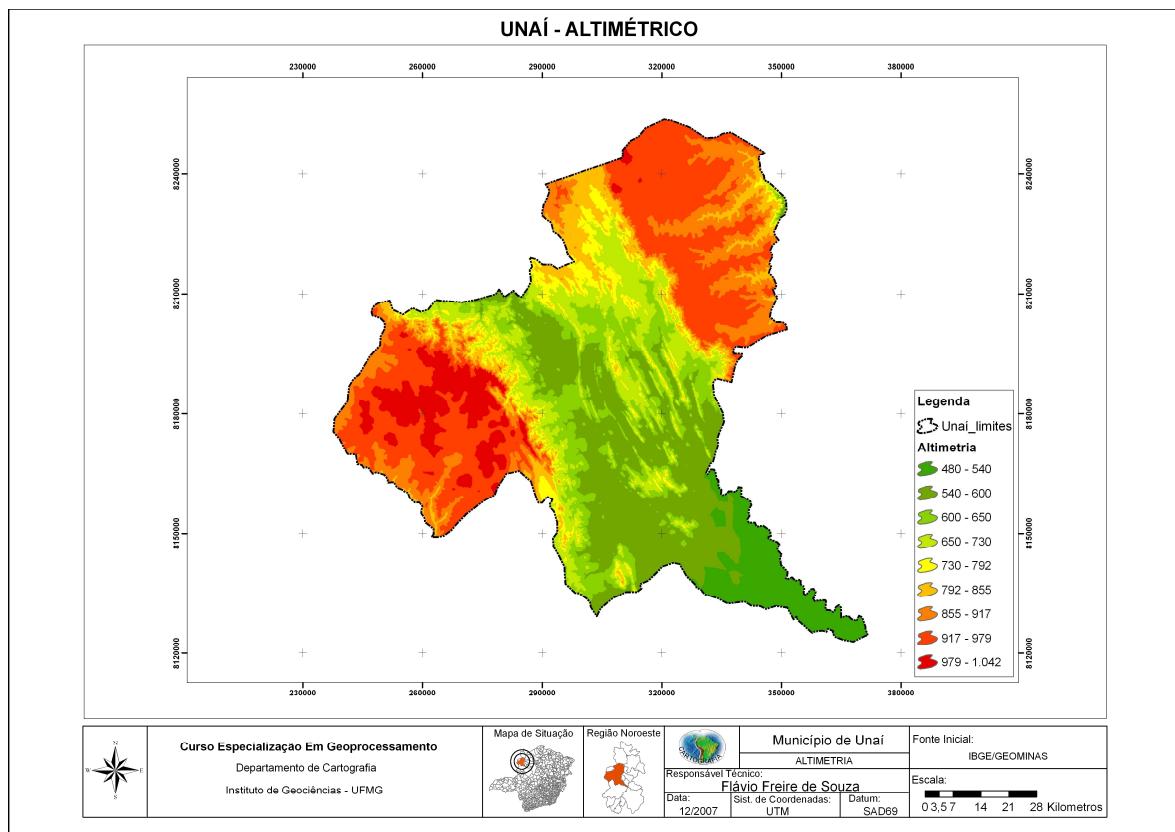 UNAÍ - ALTIMÉTRICO
230000 260000 290000 320000 350000 380000
8240000 8240000
8210000 8210000
8180000 8180000
8150000 8150000
8120000 8120000
230000 260000 290000 320000 350000 380000
Legenda
Unaí_limites
Altimetria
480 - 540
540 - 600
600 - 650
650 - 730
730 - 792
792 - 855
855 - 917
917 - 979
979 - 1.042
N
W E
S
Curso Especialização Em Geoprocessamento
Departamento de Cartografia
Instituto de Geociências - UFMG
Mapa de Situação
Região Noroeste
CARTOGRAFIA
Município de Unaí
ALTIMETRIA
Responsável Técnico:
Flávio Freire de Souza
Data:
12/2007
Sist. de Coordenadas:
UTM
Datum:
SAD69
Fonte Inicial:
IBGE/GEOMINAS
Escala:
0 3,5 7 14 21 28 Kilometros